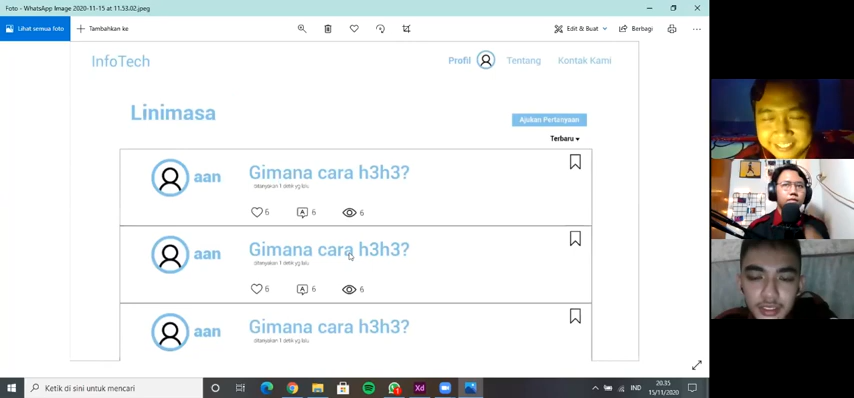 Foto - WhatsApp Image 2020-11-15 at 11.53.02.jpeg
Lihat semua foto
Tambahkan ke
Edit & Buat
Berbagi
InfoTech
Profil
Tentang
Kontak Kami
Linimasa
Ajukan Pertanyaan
Terbaru
aan
Gimana cara h3h3?
ditanyakan 1 detik yg lalu
6
A 6
6
aan
Gimana cara h3h3?
ditanyakan 1 detik yg lalu
6
A 6
6
aan
Gimana cara h3h3?
ditanyakan 1 detik yg lalu
Ketik di sini untuk mencari
Xd
1
IND
20.35
15/11/2020